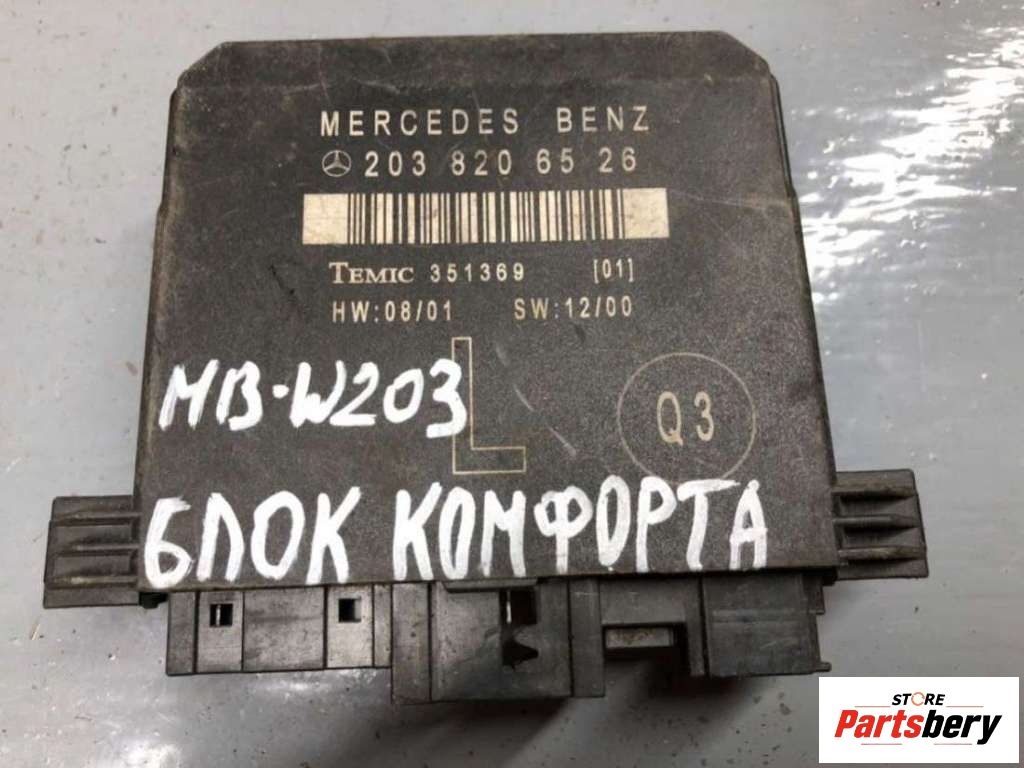 MERCEDES BENZ
203 820 65 26
TEMIC 351369 [01]
HW:08/01 SW:12/00
L
Q3
MB-W203
БЛОК КОМФОРТА
STORE
Partsbery